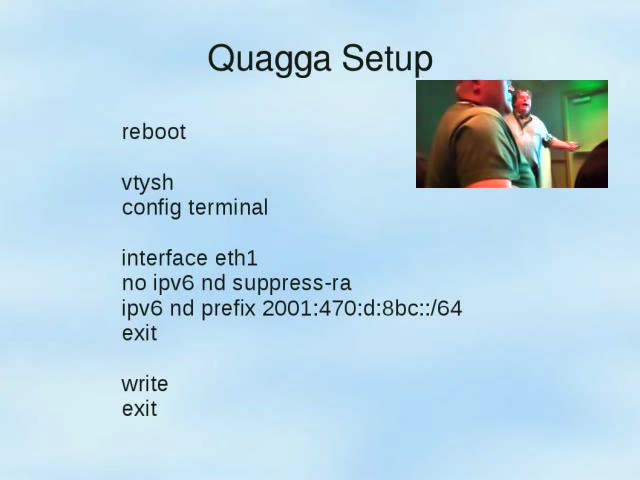 Quagga Setup
reboot
vtysh
config terminal
interface eth1
no ipv6 nd suppress-ra
ipv6 nd prefix 2001:470:d:8bc::/64
exit
write
exit